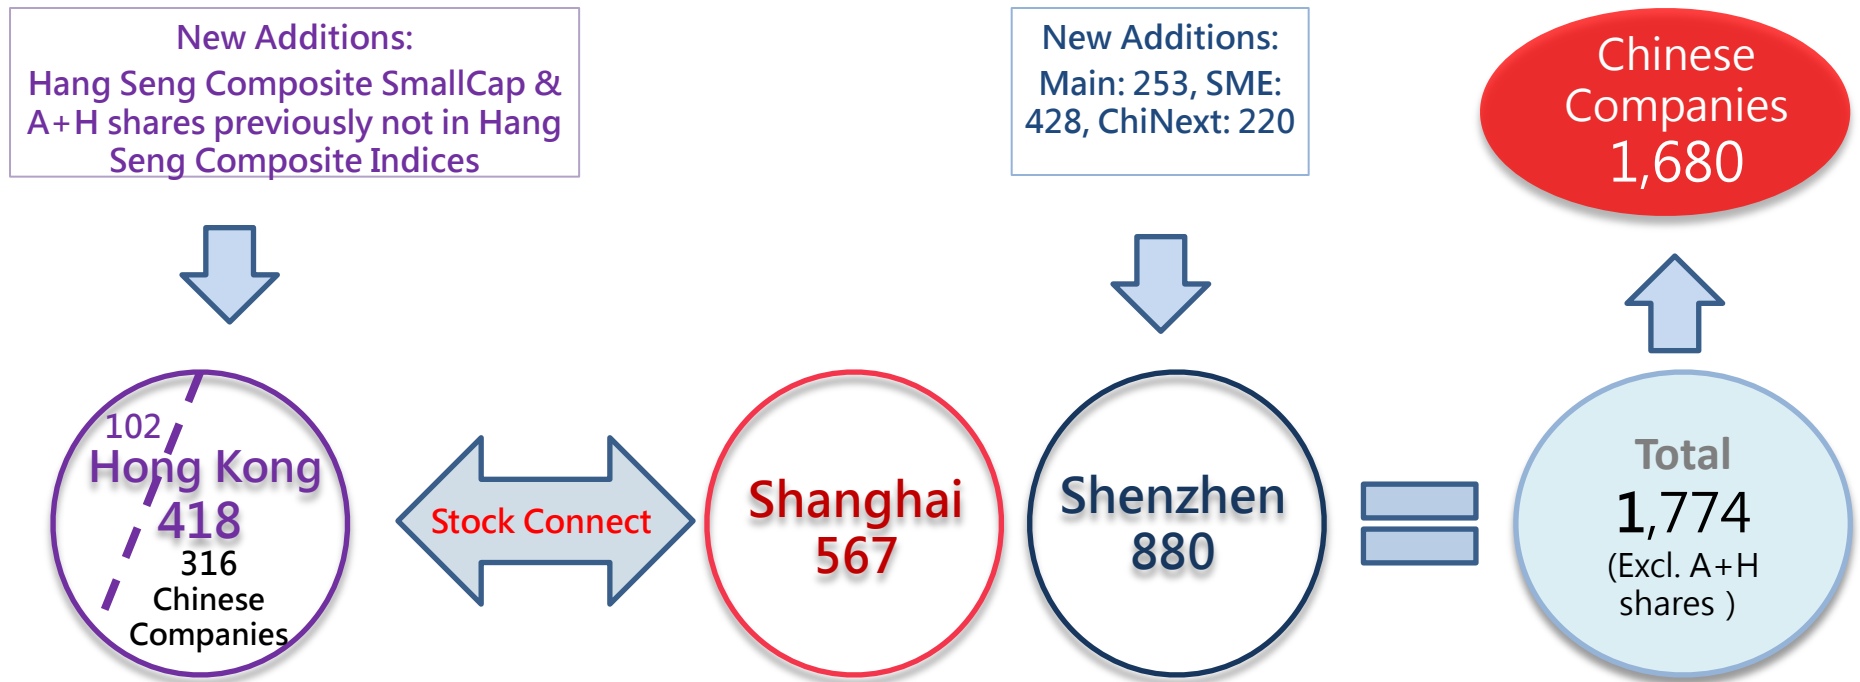 New Additions:
Hang Seng Composite SmallCap &
A+H shares previously not in Hang
Seng Composite Indices
New Additions:
Main: 253, SME:
428, ChiNext: 220
Chinese
Companies
1,680
102
Hong Kong
418
316
Chinese
Companies
Stock Connect
Shanghai
567
Shenzhen
880
Total
1,774
(Excl. A+H
shares )